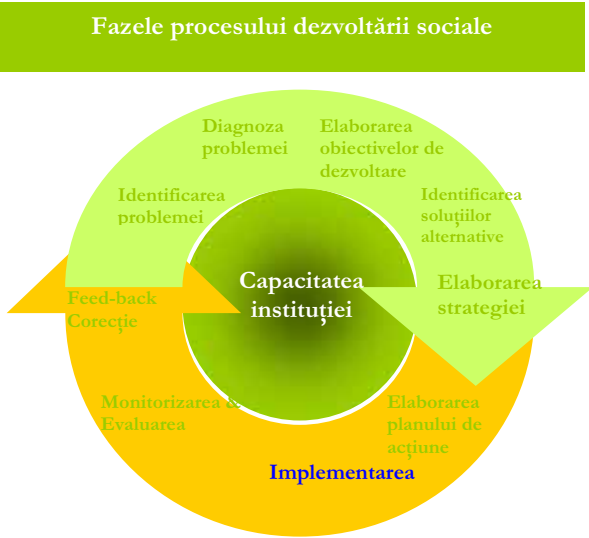 Fazele procesului dezvoltării sociale
Diagnoza
problemei
Elaborarea
obiectivelor de
dezvoltare
Identificarea
problemei
Identificarea
soluțiilor
alternative
Capacitatea
instituției
Elaborarea
strategiei
Feed-back
Corecție
Monitorizarea &
Evaluarea
Elaborarea
planului de
acțiune
Implementarea